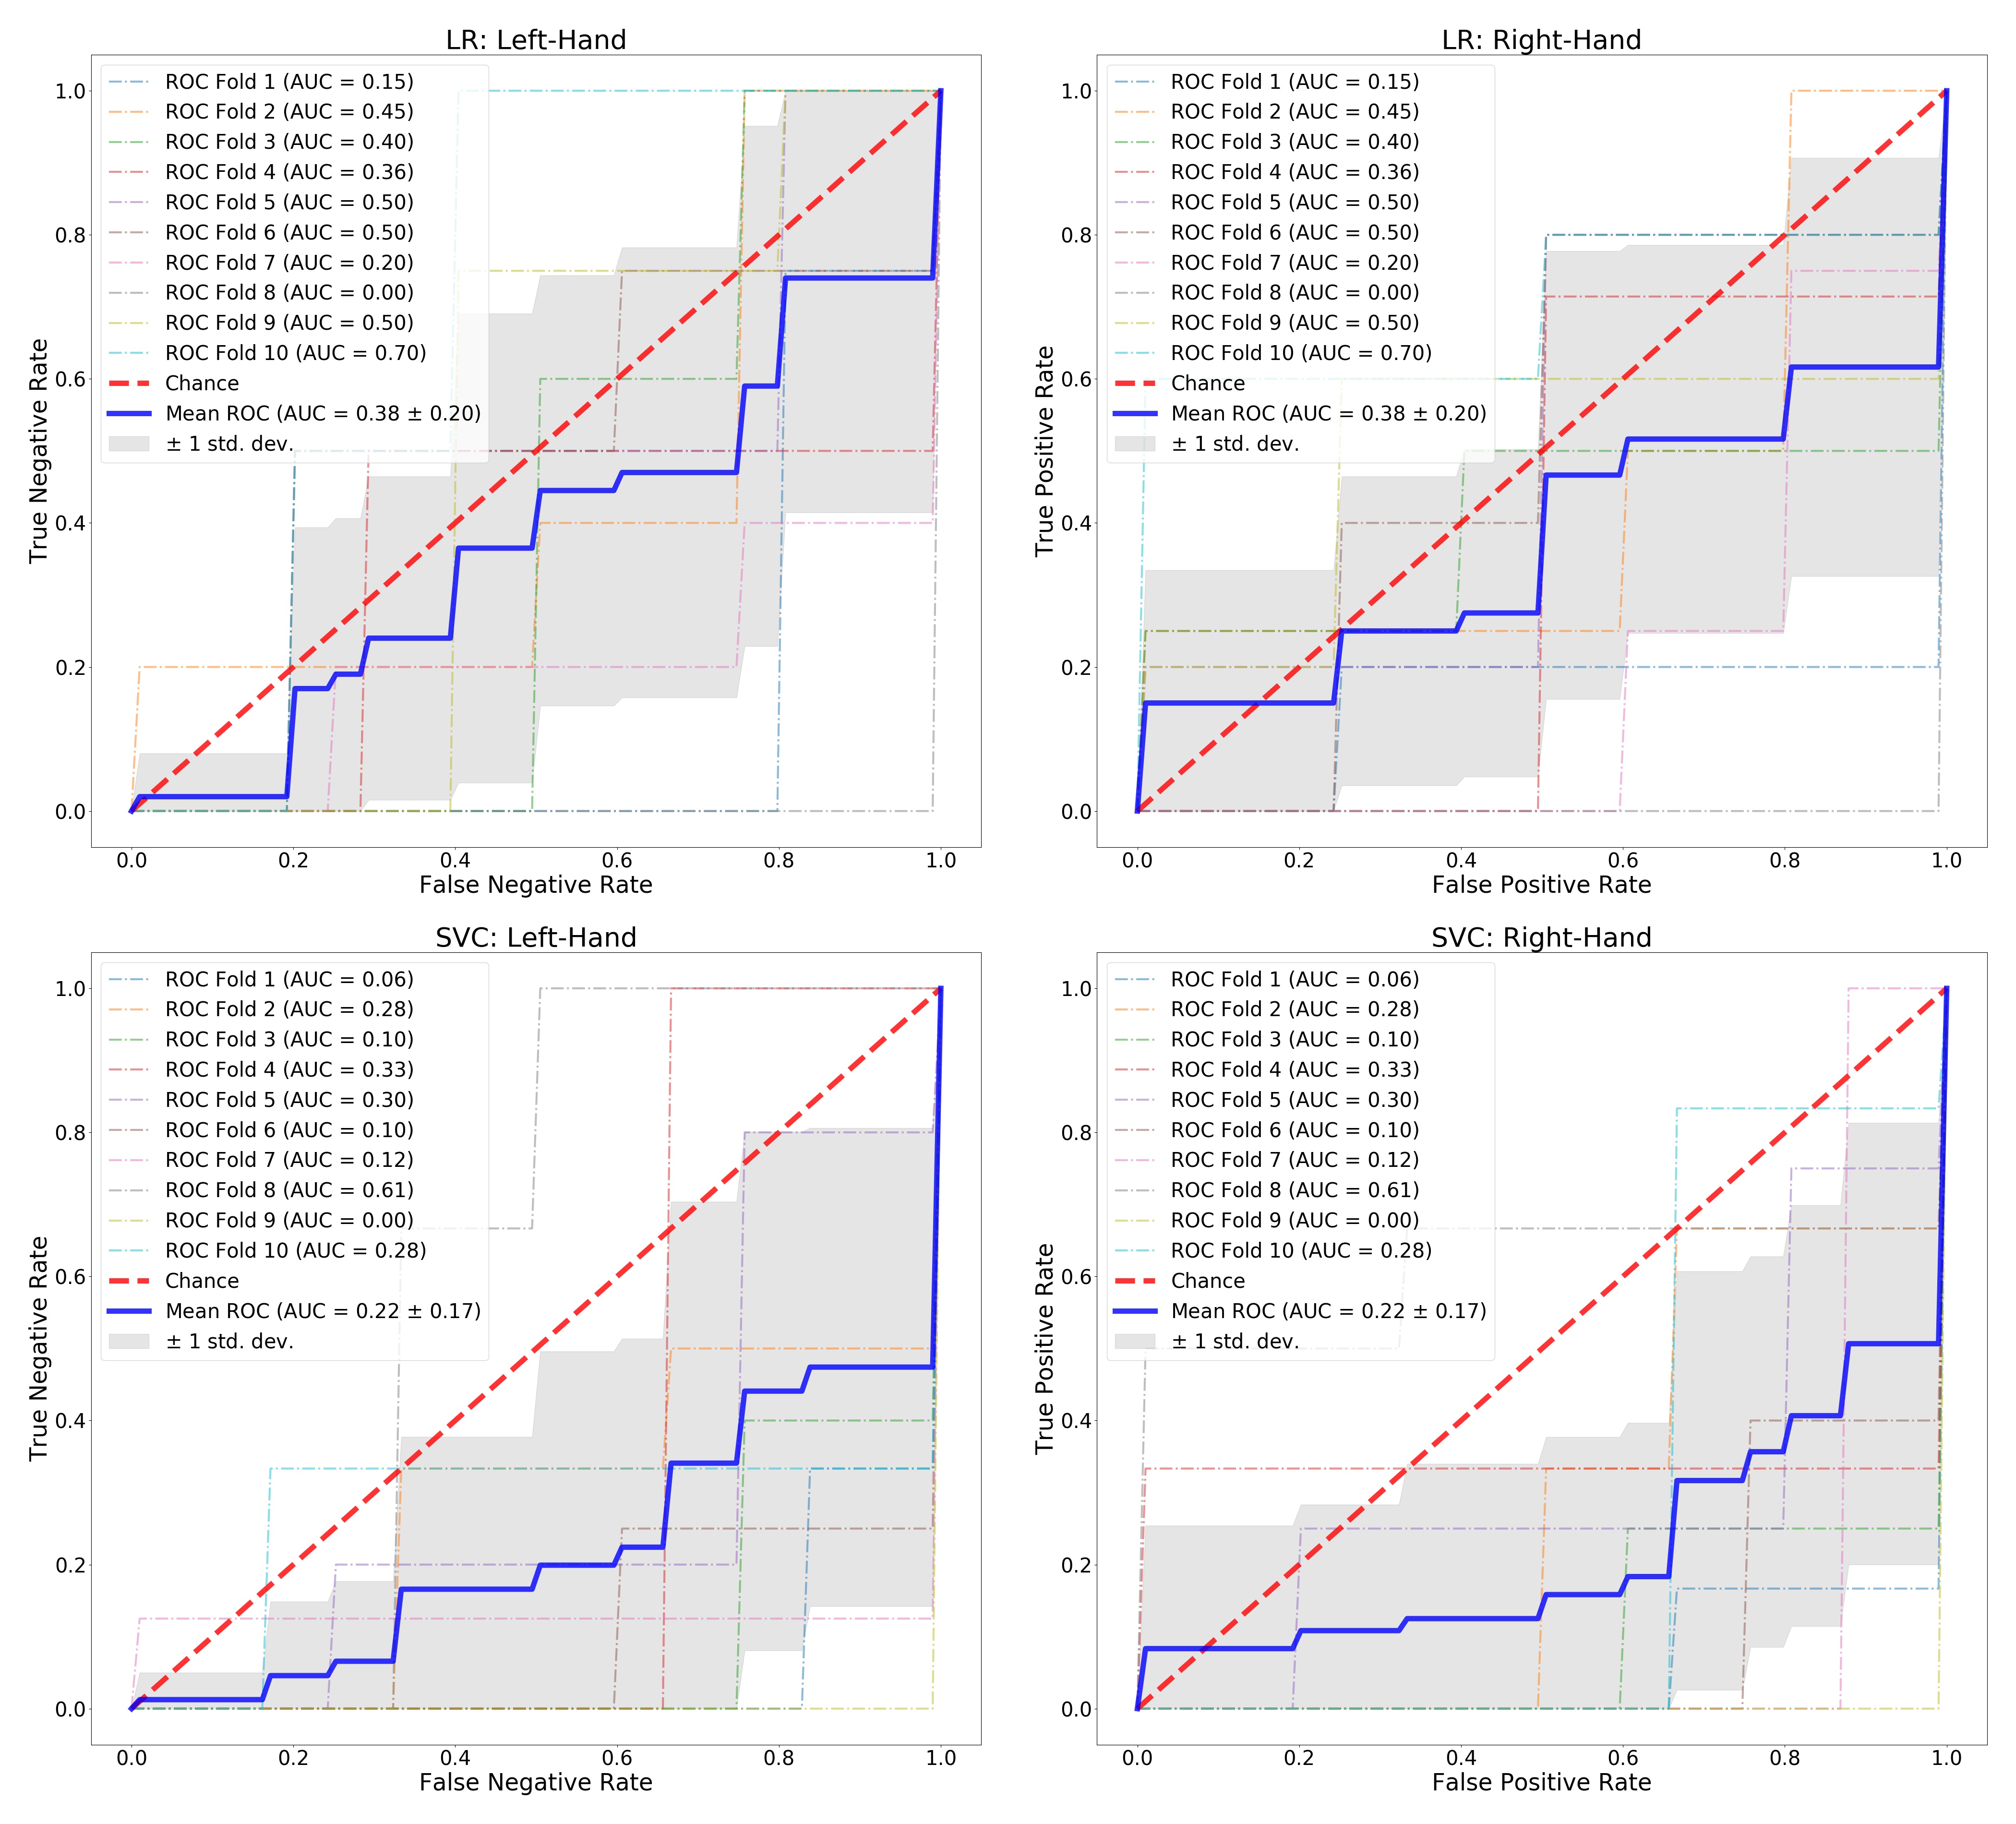 LR: Left-Hand
True Negative Rate
1.0
0.8
0.6
0.4
0.2
0.0
ROC Fold 1 (AUC = 0.15)
ROC Fold 2 (AUC = 0.45)
ROC Fold 3 (AUC = 0.40)
ROC Fold 4 (AUC = 0.36)
ROC Fold 5 (AUC = 0.50)
ROC Fold 6 (AUC = 0.50)
ROC Fold 7 (AUC = 0.20)
ROC Fold 8 (AUC = 0.00)
ROC Fold 9 (AUC = 0.50)
ROC Fold 10 (AUC = 0.70)
Chance
Mean ROC (AUC = 0.38 ± 0.20)
± 1 std. dev.
0.0 0.2 0.4 0.6 0.8 1.0
False Negative Rate
LR: Right-Hand
True Positive Rate
1.0
0.8
0.6
0.4
0.2
0.0
ROC Fold 1 (AUC = 0.15)
ROC Fold 2 (AUC = 0.45)
ROC Fold 3 (AUC = 0.40)
ROC Fold 4 (AUC = 0.36)
ROC Fold 5 (AUC = 0.50)
ROC Fold 6 (AUC = 0.50)
ROC Fold 7 (AUC = 0.20)
ROC Fold 8 (AUC = 0.00)
ROC Fold 9 (AUC = 0.50)
ROC Fold 10 (AUC = 0.70)
Chance
Mean ROC (AUC = 0.38 ± 0.20)
± 1 std. dev.
0.0 0.2 0.4 0.6 0.8 1.0
False Positive Rate
SVC: Left-Hand
True Negative Rate
1.0
0.8
0.6
0.4
0.2
0.0
ROC Fold 1 (AUC = 0.06)
ROC Fold 2 (AUC = 0.28)
ROC Fold 3 (AUC = 0.10)
ROC Fold 4 (AUC = 0.33)
ROC Fold 5 (AUC = 0.30)
ROC Fold 6 (AUC = 0.10)
ROC Fold 7 (AUC = 0.12)
ROC Fold 8 (AUC = 0.61)
ROC Fold 9 (AUC = 0.00)
ROC Fold 10 (AUC = 0.28)
Chance
Mean ROC (AUC = 0.22 ± 0.17)
± 1 std. dev.
0.0 0.2 0.4 0.6 0.8 1.0
False Negative Rate
SVC: Right-Hand
True Positive Rate
1.0
0.8
0.6
0.4
0.2
0.0
ROC Fold 1 (AUC = 0.06)
ROC Fold 2 (AUC = 0.28)
ROC Fold 3 (AUC = 0.10)
ROC Fold 4 (AUC = 0.33)
ROC Fold 5 (AUC = 0.30)
ROC Fold 6 (AUC = 0.10)
ROC Fold 7 (AUC = 0.12)
ROC Fold 8 (AUC = 0.61)
ROC Fold 9 (AUC = 0.00)
ROC Fold 10 (AUC = 0.28)
Chance
Mean ROC (AUC = 0.22 ± 0.17)
± 1 std. dev.
0.0 0.2 0.4 0.6 0.8 1.0
False Positive Rate